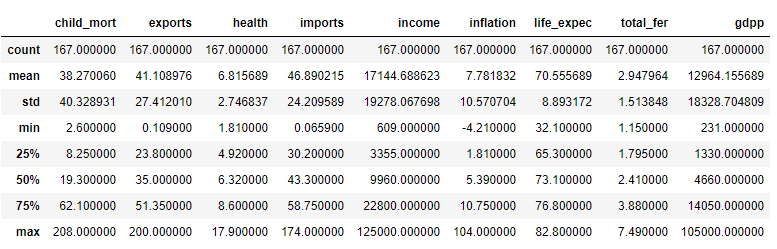 child_mort exports health imports income inflation life_expec total_fer gdpp
count 167.000000 167.000000 167.000000 167.000000 167.000000 167.000000 167.000000 167.000000 167.000000
mean 38.270060 41.108976 6.815689 46.890215 17144.688623 7.781832 70.555689 2.947964 12964.155689
std 40.328931 27.412010 2.746837 24.209589 19278.067698 10.570704 8.893172 1.513848 18328.704809
min 2.600000 0.109000 1.810000 0.065900 609.000000 -4.210000 32.100000 1.150000 231.000000
25% 8.250000 23.800000 4.920000 30.200000 3355.000000 1.810000 65.300000 1.795000 1330.000000
50% 19.300000 35.000000 6.320000 43.300000 9960.000000 5.390000 73.100000 2.410000 4660.000000
75% 62.100000 51.350000 8.600000 58.750000 22800.000000 10.750000 76.800000 3.880000 14050.000000
max 208.000000 200.000000 17.900000 174.000000 125000.000000 104.000000 82.800000 7.490000 105000.000000